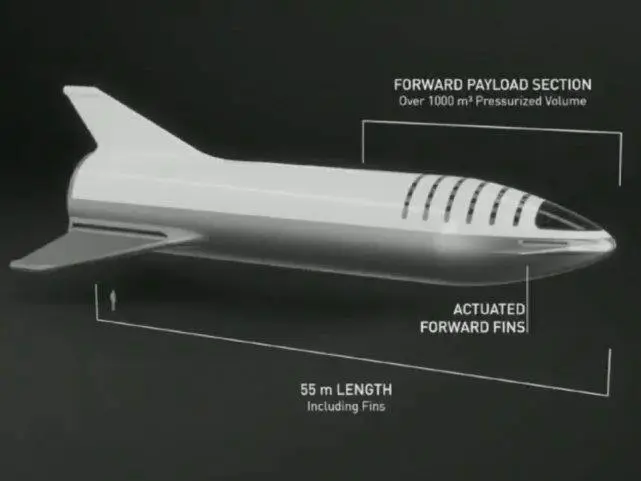 FORWARD PAYLOAD SECTION
Over 1000 m³ Pressurized Volume
ACTUATED
FORWARD FINS
55 m LENGTH
Including Fins